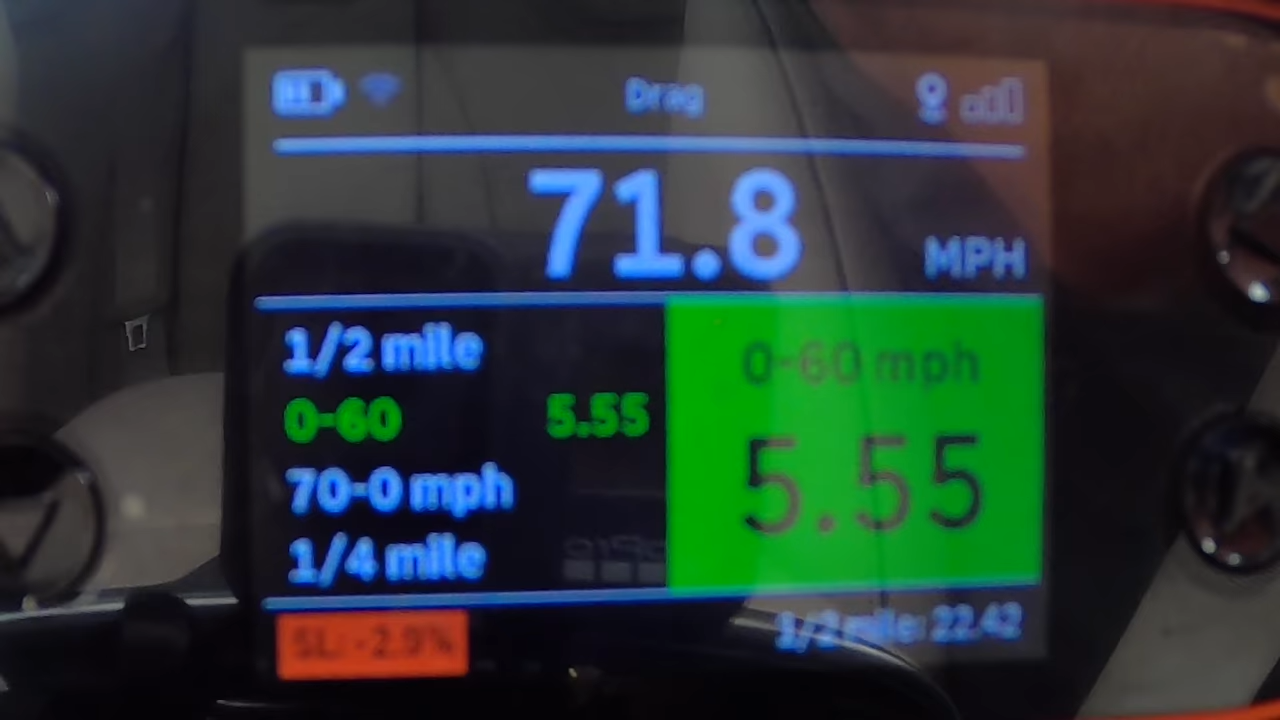 Drag
71.8
MPH
1/2 mile
0-60 5.55
70-0 mph
1/4 mile
0-60 mph
5.55
SL: -2.9%
1/2 mile: 22.42